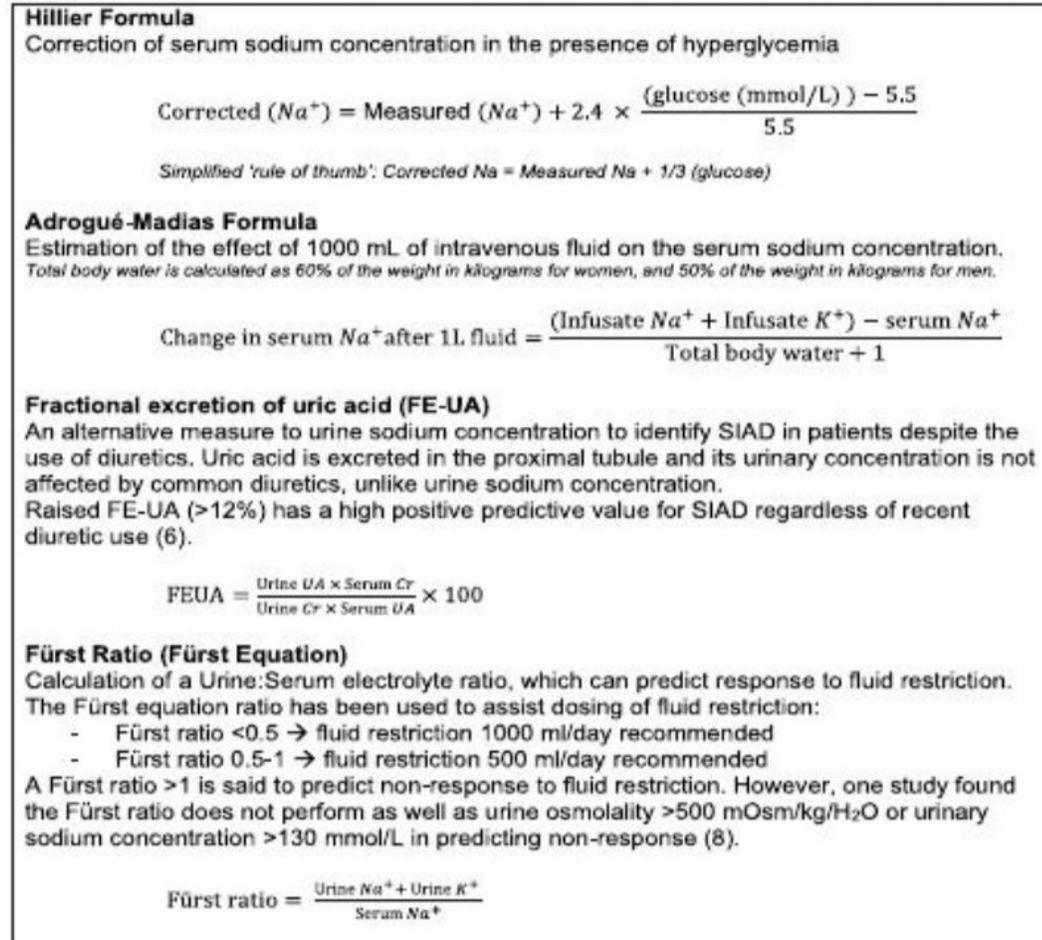 Hillier Formula
Correction of serum sodium concentration in the presence of hyperglycemia
Corrected (Na⁺) = Measured (Na⁺) + 2.4 × (glucose (mmol/L) ) − 5.5 / 5.5
Simplified 'rule of thumb': Corrected Na = Measured Na + 1/3 (glucose)
Adrogué-Madias Formula
Estimation of the effect of 1000 mL of intravenous fluid on the serum sodium concentration.
Total body water is calculated as 60% of the weight in kilograms for women, and 50% of the weight in kilograms for men.
Change in serum Na⁺after 1L fluid = (Infusate Na⁺ + Infusate K⁺) − serum Na⁺ / Total body water + 1
Fractional excretion of uric acid (FE-UA)
An alternative measure to urine sodium concentration to identify SIAD in patients despite the
use of diuretics. Uric acid is excreted in the proximal tubule and its urinary concentration is not
affected by common diuretics, unlike urine sodium concentration.
Raised FE-UA (>12%) has a high positive predictive value for SIAD regardless of recent
diuretic use (6).
FEUA = Urine UA × Serum Cr / Urine Cr × Serum UA × 100
Fürst Ratio (Fürst Equation)
Calculation of a Urine:Serum electrolyte ratio, which can predict response to fluid restriction.
The Fürst equation ratio has been used to assist dosing of fluid restriction:
- Fürst ratio <0.5 → fluid restriction 1000 ml/day recommended
- Fürst ratio 0.5-1 → fluid restriction 500 ml/day recommended
A Fürst ratio >1 is said to predict non-response to fluid restriction. However, one study found
the Fürst ratio does not perform as well as urine osmolality >500 mOsm/kg/H₂O or urinary
sodium concentration >130 mmol/L in predicting non-response (8).
Fürst ratio = Urine Na⁺ + Urine K⁺ / Serum Na⁺